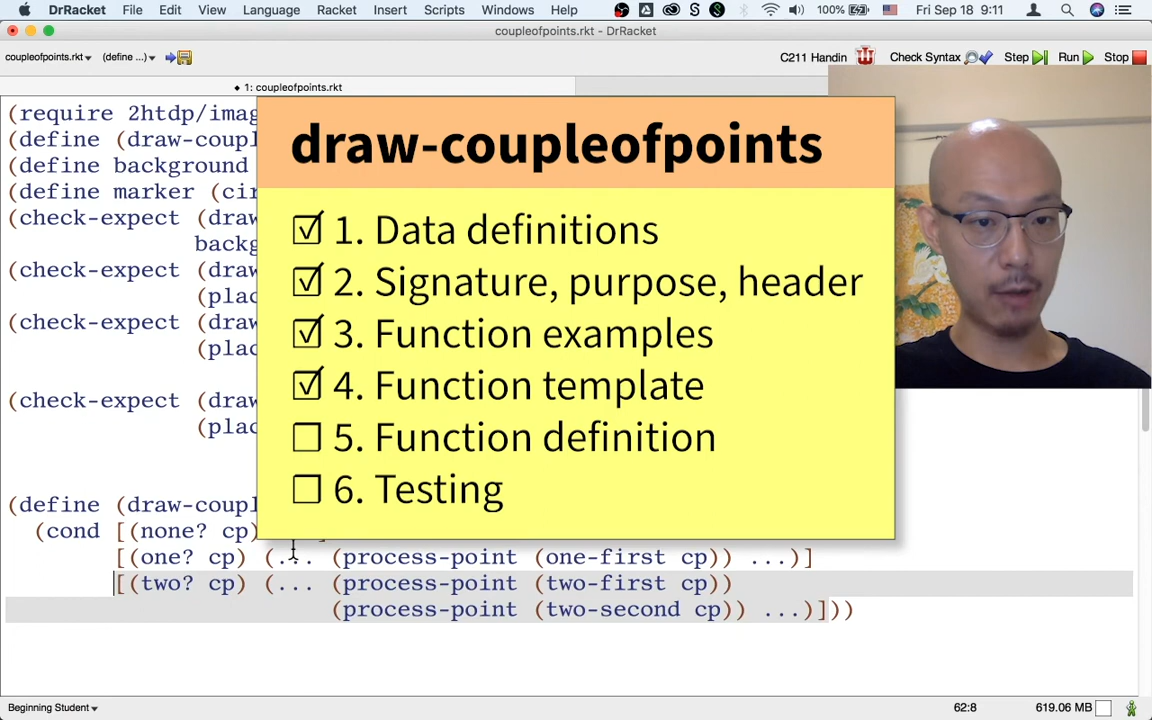 DrRacket File Edit View Language Racket Insert Scripts Windows Help 100% Fri Sep 18 9:11
coupleofpoints.rkt - DrRacket
coupleofpoints.rkt (define ...) C211 Handin Check Syntax Step Run Stop
1: coupleofpoints.rkt
(require 2htdp/imag
(define (draw-coupl
(define background
(define marker (cir
(check-expect (draw
backg
(check-expect (draw
(plac
(check-expect (draw
(plac
(check-expect (draw
(plac
draw-coupleofpoints
☑ 1. Data definitions
☑ 2. Signature, purpose, header
☑ 3. Function examples
☑ 4. Function template
☐ 5. Function definition
☐ 6. Testing
(define (draw-coupl
(cond [(none? cp)
[(one? cp) (... (process-point (one-first cp)) ...)]
[(two? cp) (... (process-point (two-first cp))
(process-point (two-second cp)) ...)]))
Beginning Student 62:8 619.06 MB